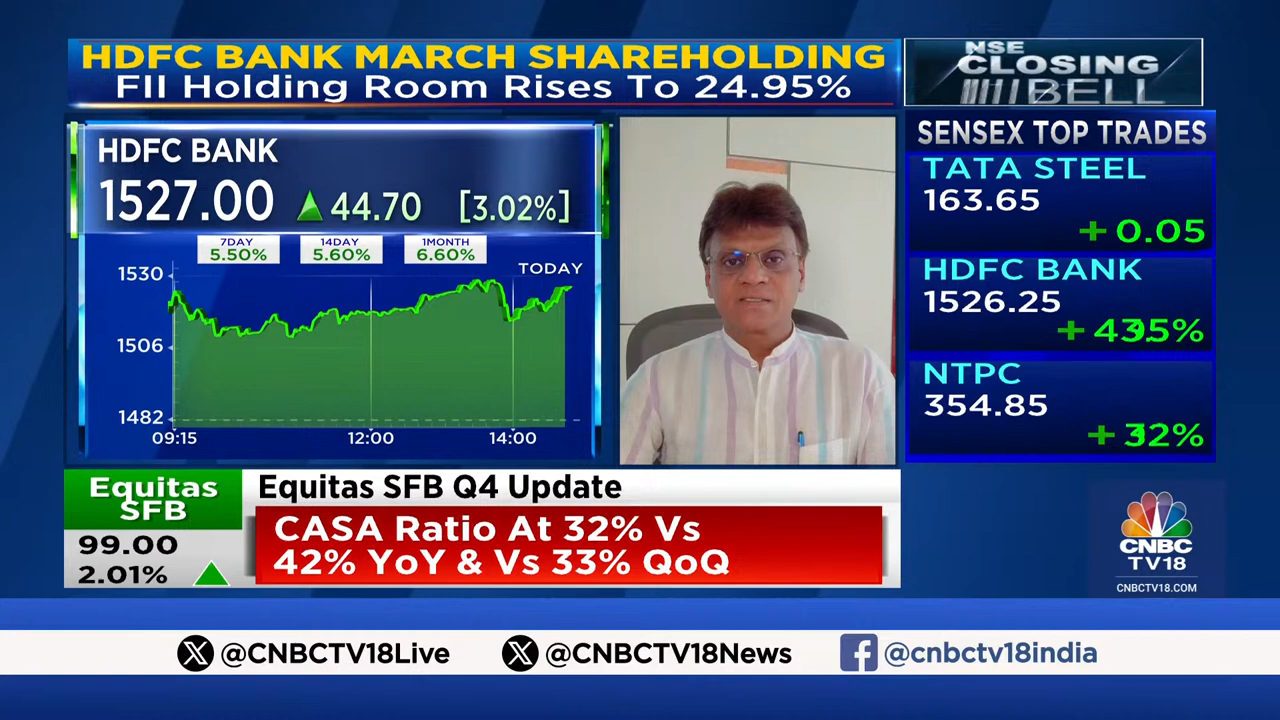 HDFC BANK MARCH SHAREHOLDING
FII Holding Room Rises To 24.95%
NSE
CLOSING
BELL
HDFC BANK
1527.00 44.70 [3.02%]
7DAY
5.50%
14DAY
5.60%
1MONTH
6.60%
TODAY
1530
1506
1482
09:15
12:00
14:00
SENSEX TOP TRADES
TATA STEEL
163.65
+ 0.05
HDFC BANK
1526.25
NTPC
354.85
Equitas
SFB
99.00
2.01%
Equitas SFB Q4 Update
CASA Ratio At 32% Vs
42% YoY & Vs 33% QoQ
CNBC
TV18
CNBCTV18.COM
@CNBCTV18Live
@CNBCTV18News
@cnbctv18india